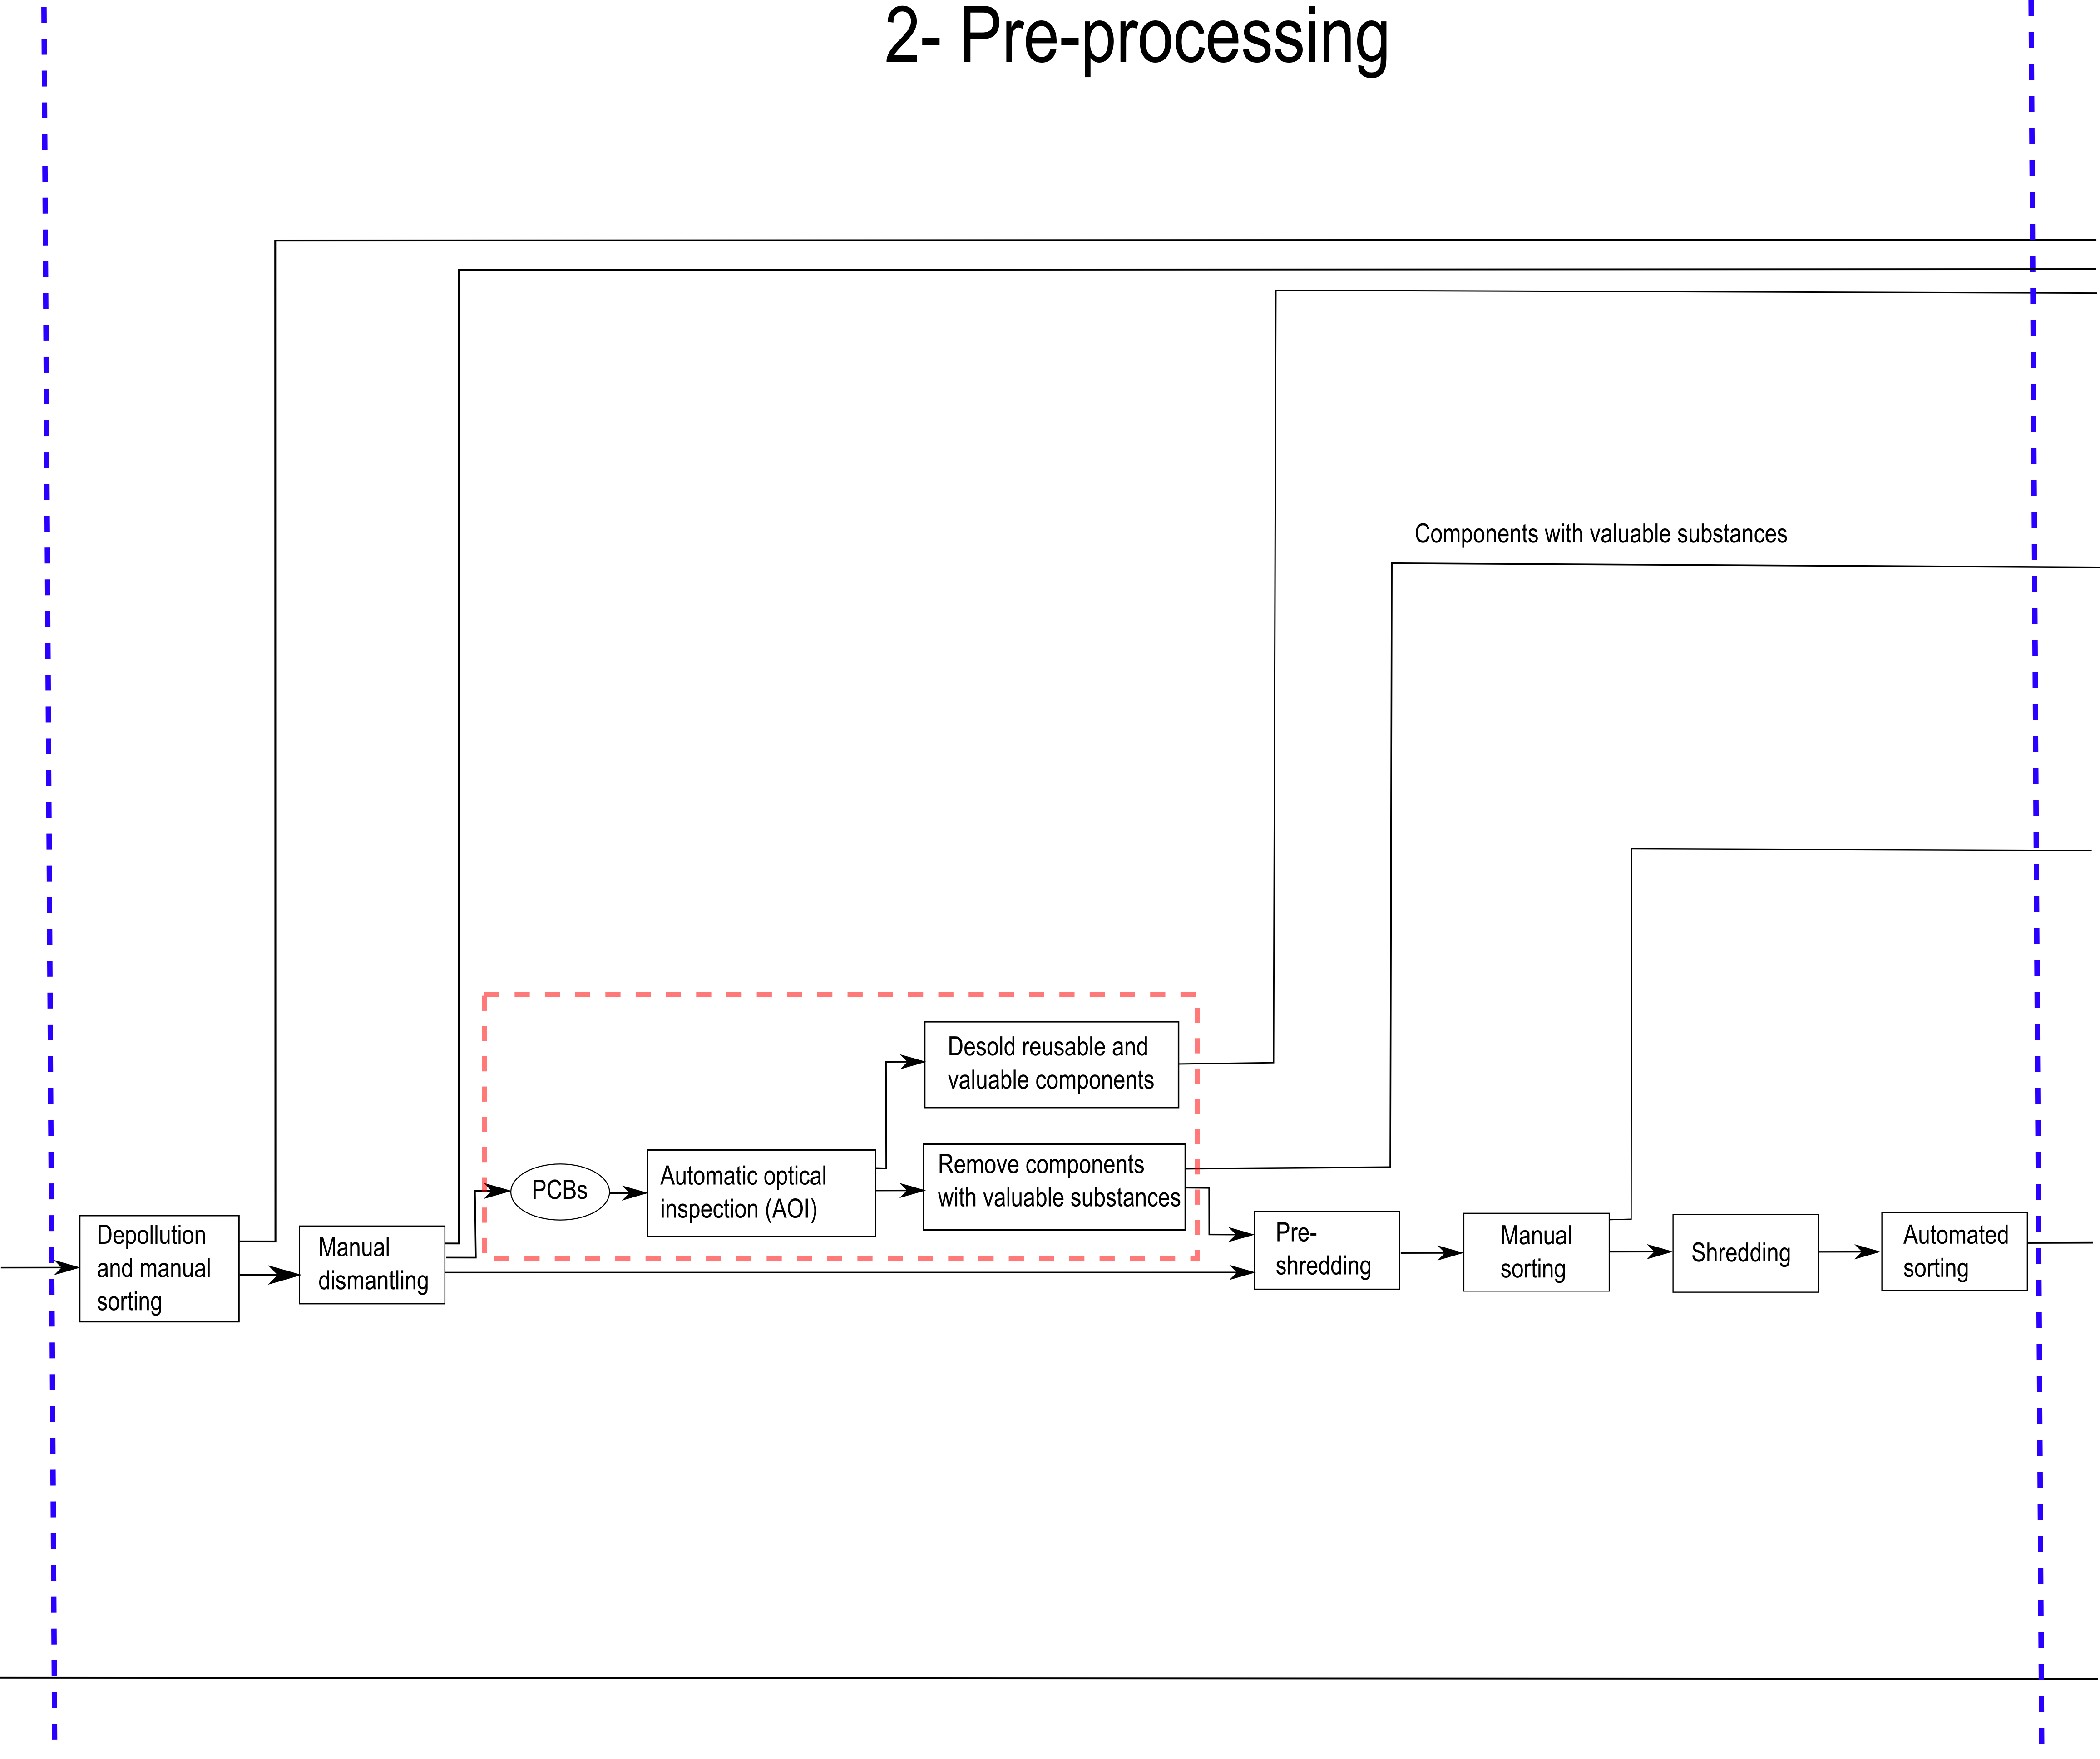 2- Pre-processing
Components with valuable substances
Desold reusable and
valuable components
Remove components
with valuable substances
Automatic optical
inspection (AOI)
PCBs
Depollution
and manual
sorting
Manual
dismantling
Pre-
shredding
Manual
sorting
Shredding
Automated
sorting